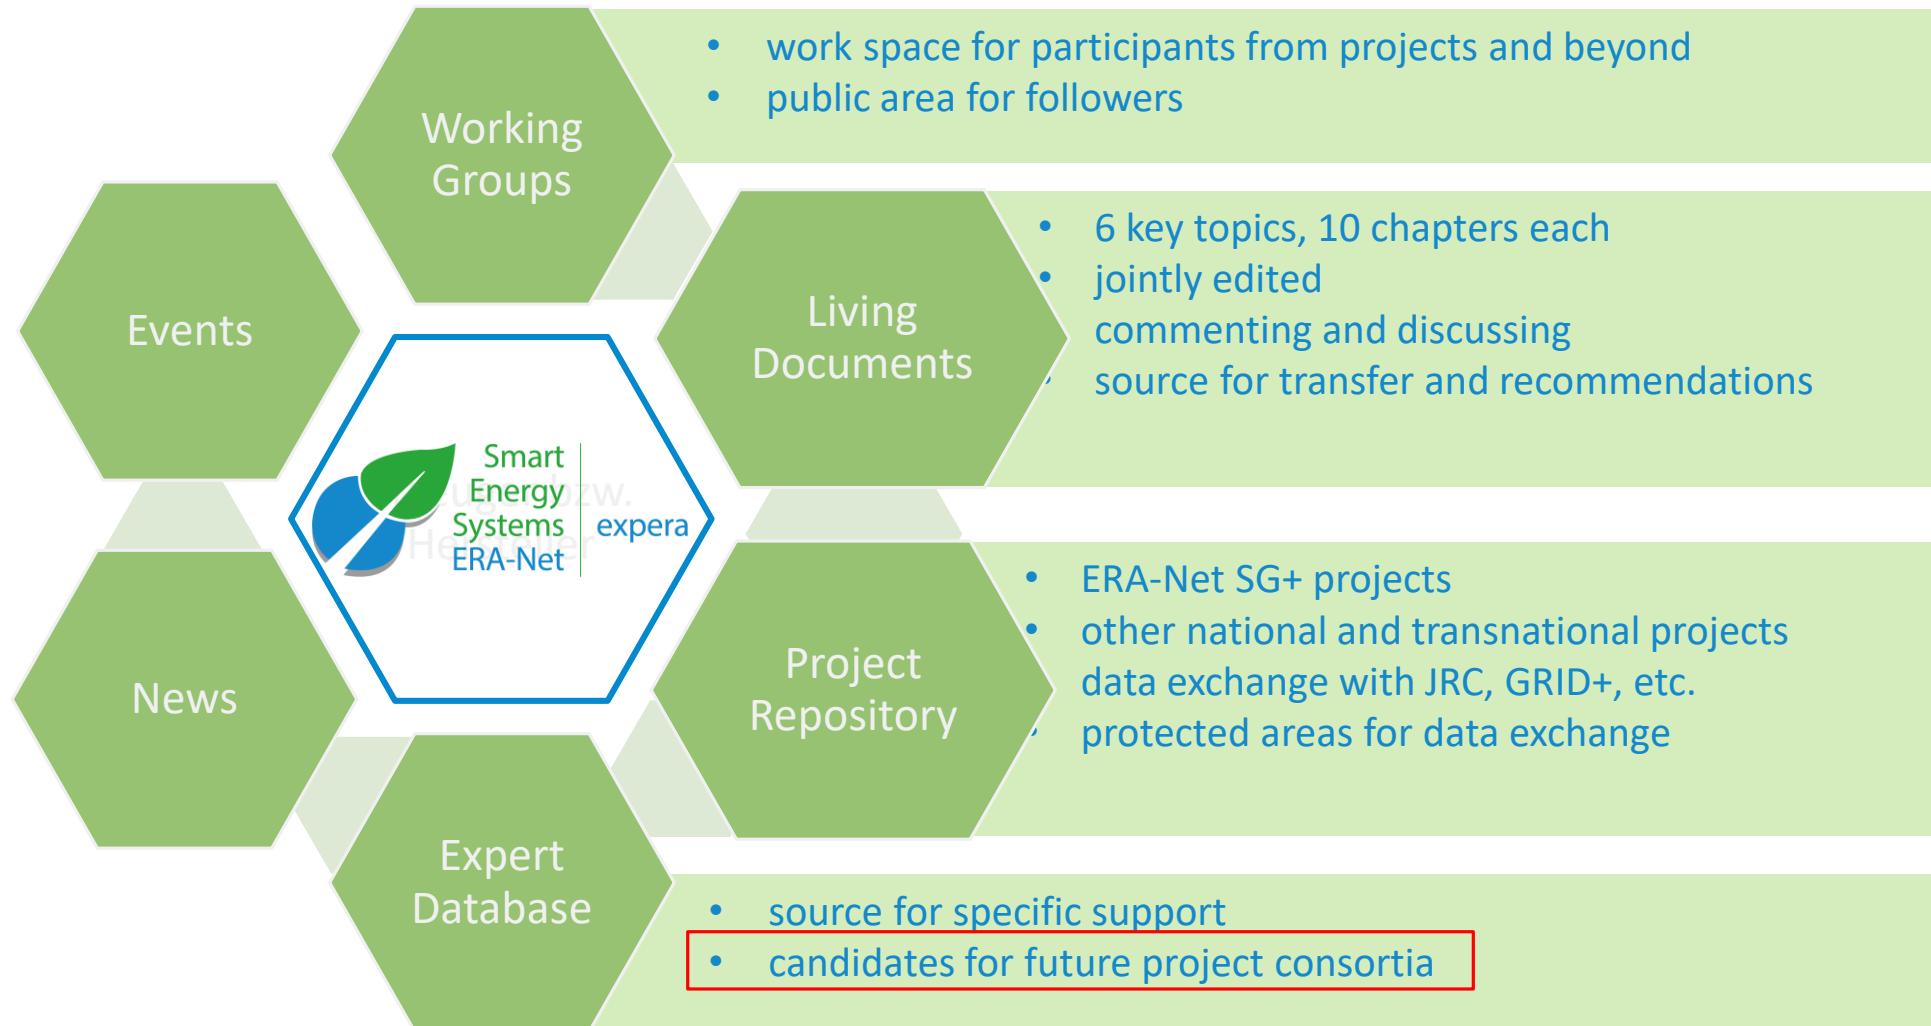 Working
Groups
• work space for participants from projects and beyond
• public area for followers
Events
Living
Documents
• 6 key topics, 10 chapters each
• jointly edited
commenting and discussing
• source for transfer and recommendations
Smart
Energy
Systems
ERA-Net
expera
bzw.
Hersteller
News
Project
Repository
• ERA-Net SG+ projects
• other national and transnational projects
data exchange with JRC, GRID+, etc.
• protected areas for data exchange
Expert
Database
• source for specific support
• candidates for future project consortia